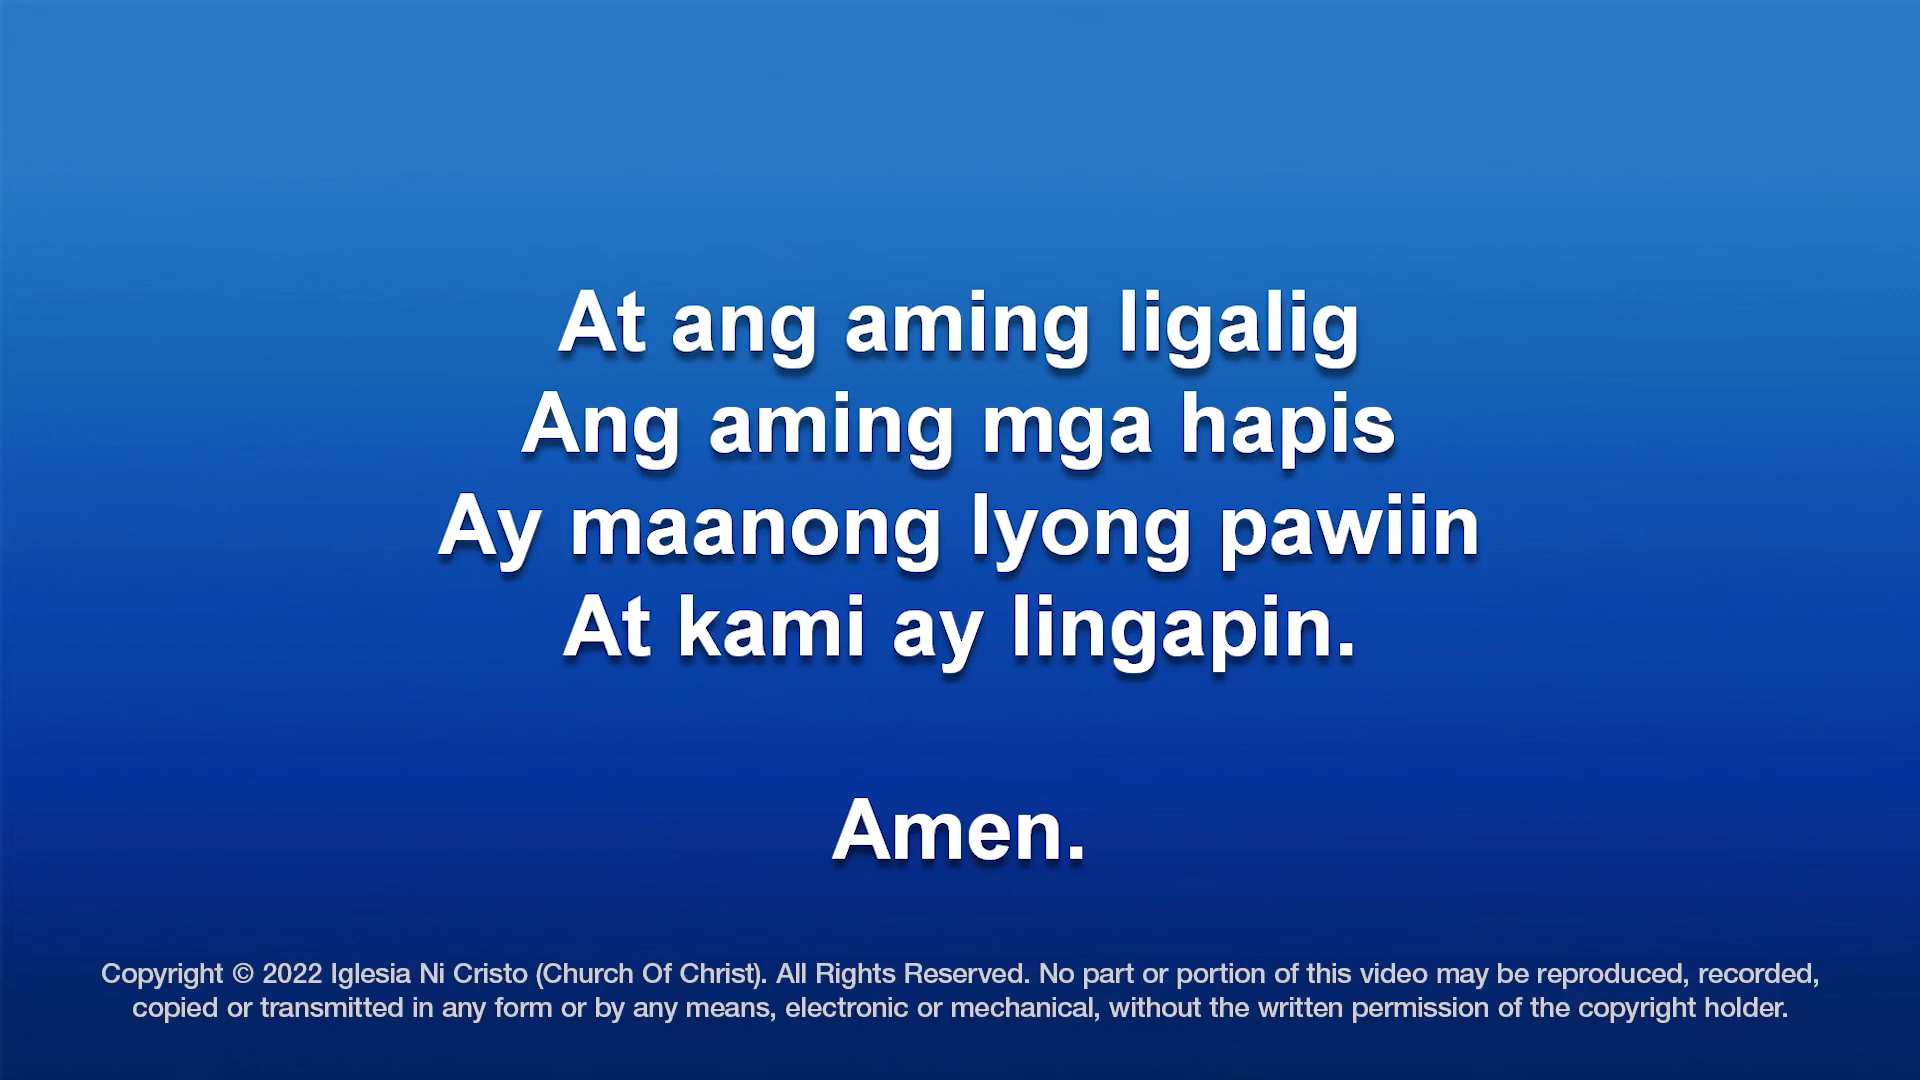 At ang aming ligalig
Ang aming mga hapis
Ay maanong Iyong pawiin
At kami ay lingapin.
Amen.
Copyright © 2022 Iglesia Ni Cristo (Church Of Christ). All Rights Reserved. No part or portion of this video may be reproduced, recorded,
copied or transmitted in any form or by any means, electronic or mechanical, without the written permission of the copyright holder.